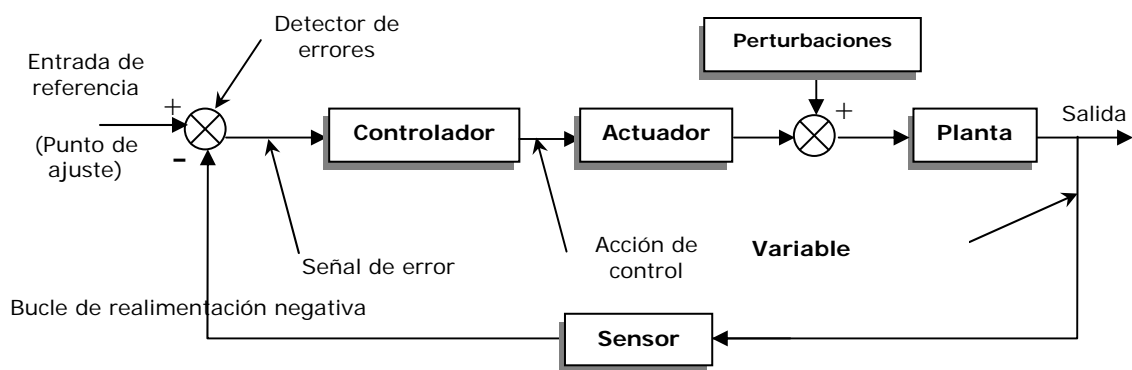 Detector de
errores
Perturbaciones
Entrada de
referencia
+
(Punto de
ajuste)
-
Controlador
Actuador
+
Planta
Salida
Señal de error
Acción de
control
Variable
Bucle de realimentación negativa
Sensor